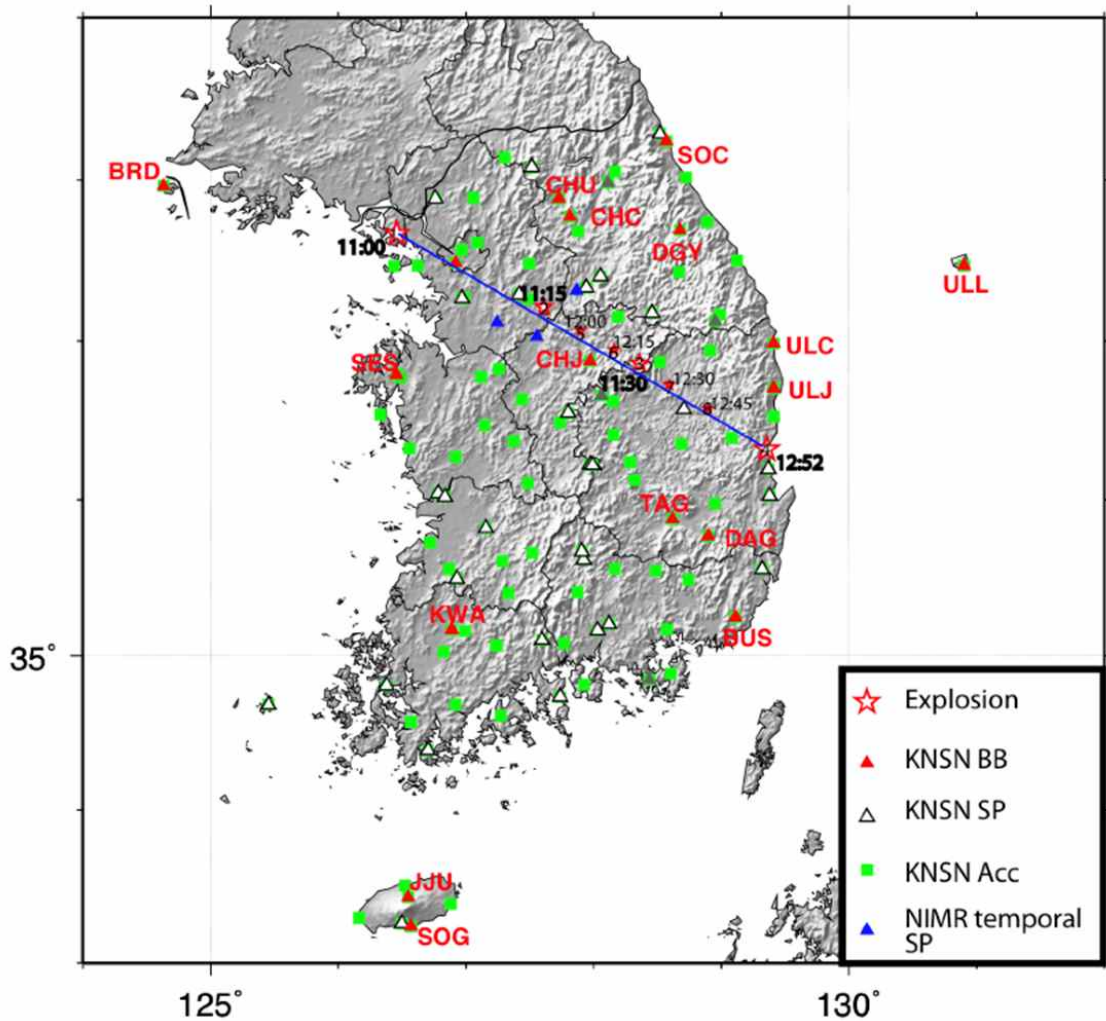 SOC
BRD
CHU
CHC
11:00
DGY
ULL
11:15
12:00
12:15
ULC
SES
CHJ
11:30
12:30
ULJ
12:45
12:52
TAG
DAG
KWA
BUS
35°
Explosion
KNSN BB
KNSN SP
KNSN Acc
NIMR temporal
SP
JJU
SOG
125°
130°